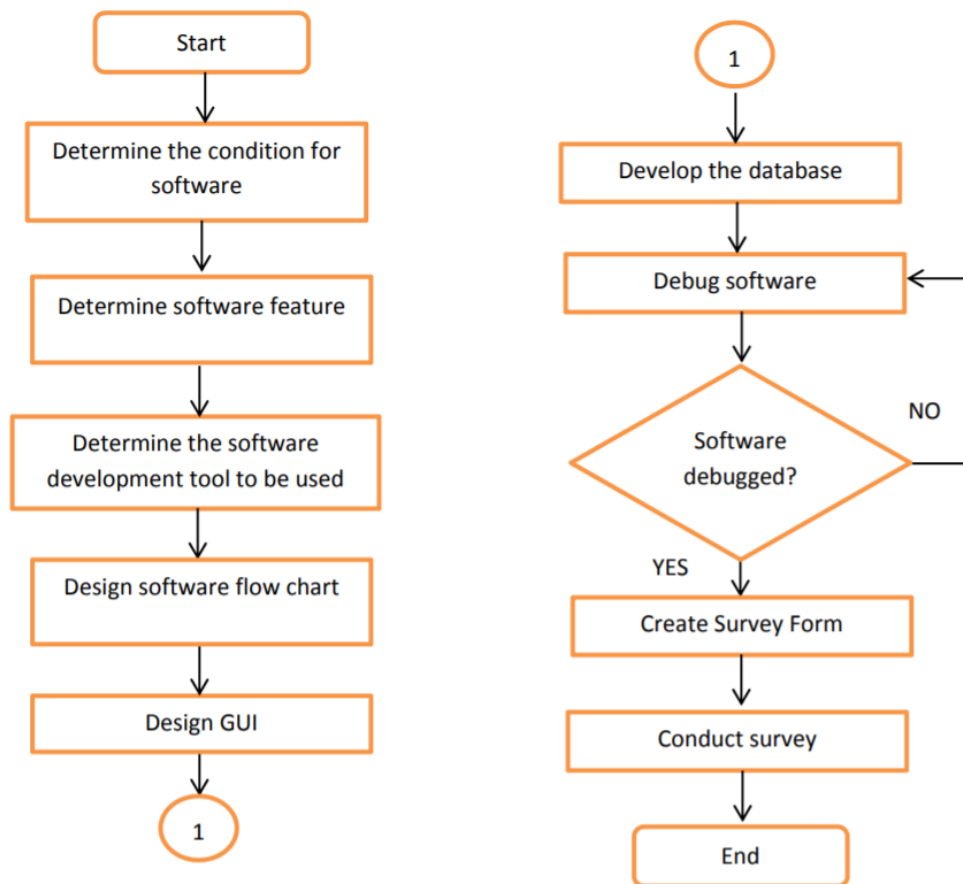 Start
Determine the condition for
software
Determine software feature
Determine the software
development tool to be used
Design software flow chart
Design GUI
1
1
Develop the database
Debug software
Software
debugged?
NO
YES
Create Survey Form
Conduct survey
End